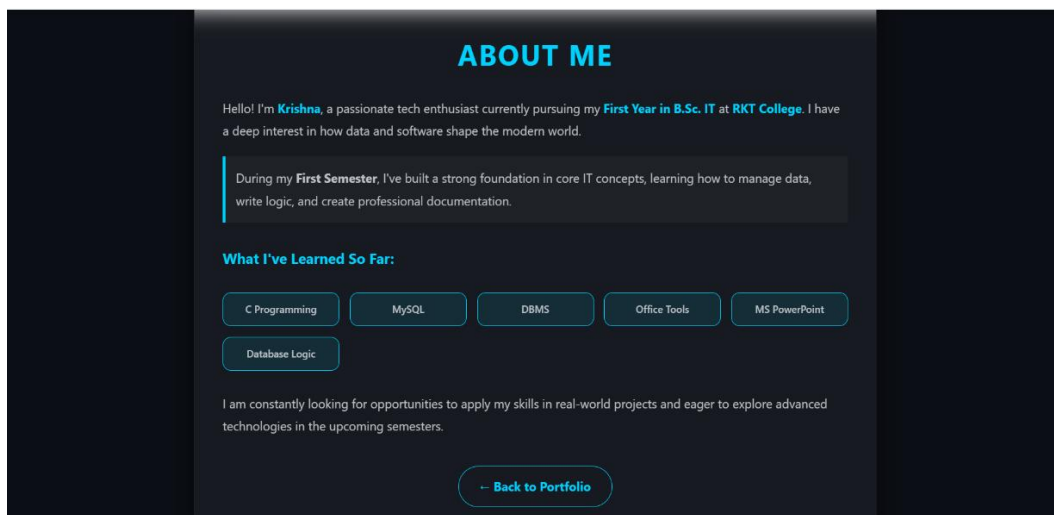 ABOUT ME
Hello! I'm Krishna, a passionate tech enthusiast currently pursuing my First Year in B.Sc. IT at RKT College. I have
a deep interest in how data and software shape the modern world.
During my First Semester, I've built a strong foundation in core IT concepts, learning how to manage data,
write logic, and create professional documentation.
What I've Learned So Far:
C Programming MySQL DBMS Office Tools MS PowerPoint
Database Logic
I am constantly looking for opportunities to apply my skills in real-world projects and eager to explore advanced
technologies in the upcoming semesters.
← Back to Portfolio